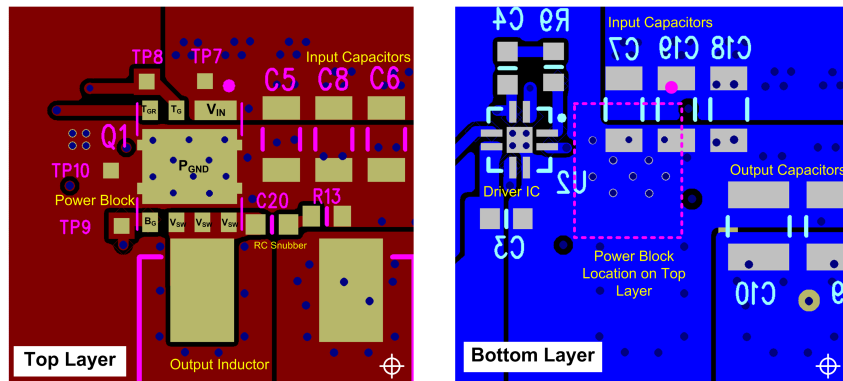 TP8
TP7
Input Capacitors
C5
C8
C6
TGR
TG
VIN
Q1
PGND
TP10
Power Block
TP9
BG
VSW
VSW
VSW
C20
R13
RC Snubber
Output Inductor
Top Layer
C4
R9
Input Capacitors
C7
C19
C18
Driver IC
U2
Output Capacitors
C3
Power Block
Location on Top
Layer
C10
9
Bottom Layer